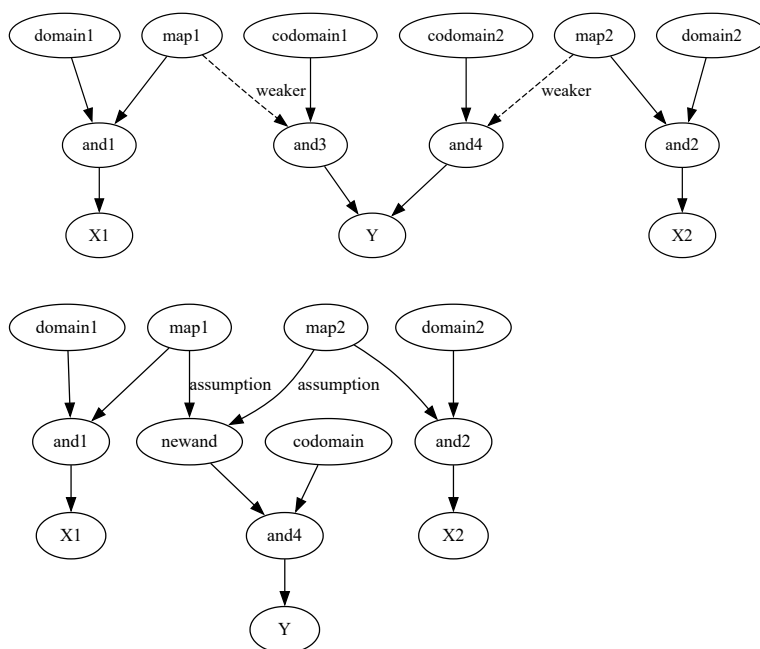 domain1 map1 codomain1 codomain2 map2 domain2
weaker weaker
and1 and3 and4 and2
X1 Y X2
domain1 map1 map2 domain2
assumption assumption
and1 newand codomain and2
X1 and4 X2
Y